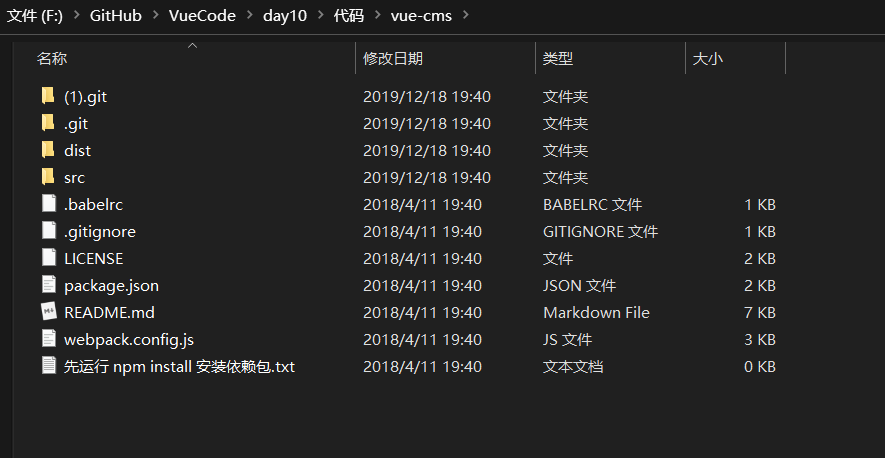 文件 (F:) > GitHub > VueCode > day10 > 代码 > vue-cms >
名称 修改日期 类型 大小
(1).git 2019/12/18 19:40 文件夹
.git 2019/12/18 19:40 文件夹
dist 2019/12/18 19:40 文件夹
src 2019/12/18 19:40 文件夹
.babelrc 2018/4/11 19:40 BABELRC 文件 1 KB
.gitignore 2018/4/11 19:40 GITIGNORE 文件 1 KB
LICENSE 2018/4/11 19:40 文件 2 KB
package.json 2018/4/11 19:40 JSON 文件 2 KB
README.md 2018/4/11 19:40 Markdown File 7 KB
webpack.config.js 2018/4/11 19:40 JS 文件 3 KB
先运行 npm install 安装依赖包.txt 2018/4/11 19:40 文本文档 0 KB